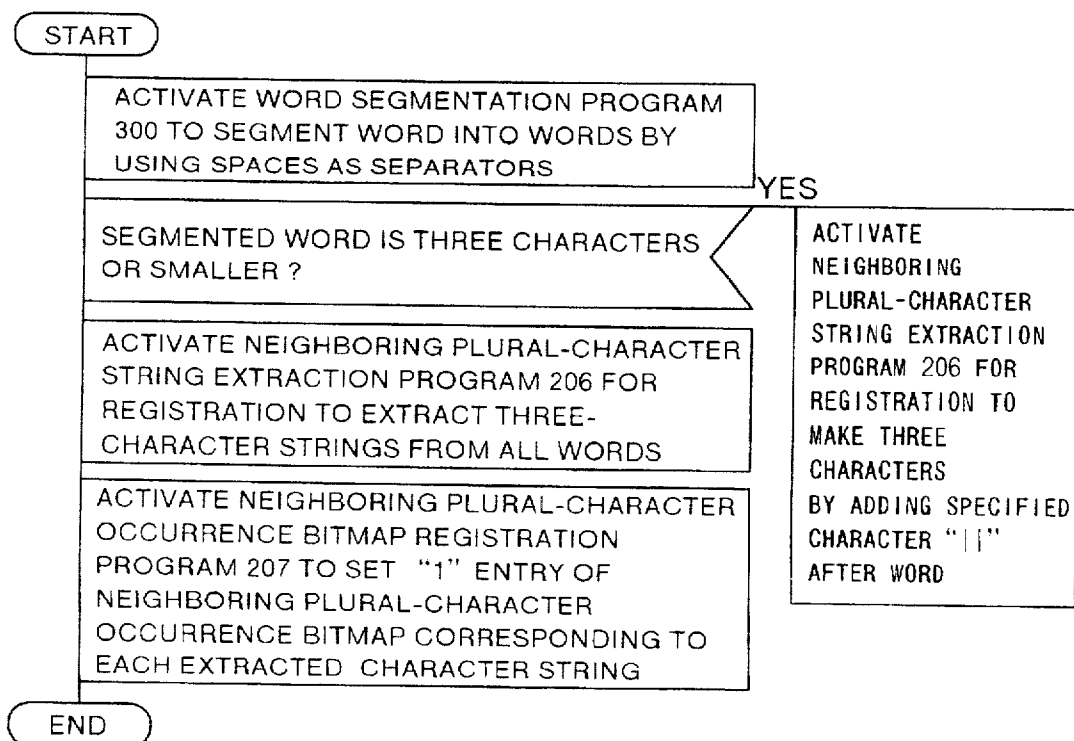 START
ACTIVATE WORD SEGMENTATION PROGRAM
300 TO SEGMENT WORD INTO WORDS BY
USING SPACES AS SEPARATORS
YES
SEGMENTED WORD IS THREE CHARACTERS
OR SMALLER ?
ACTIVATE
NEIGHBORING
PLURAL-CHARACTER
STRING EXTRACTION
PROGRAM 206 FOR
REGISTRATION TO
MAKE THREE
CHARACTERS
BY ADDING SPECIFIED
CHARACTER "||"
AFTER WORD
ACTIVATE NEIGHBORING PLURAL-CHARACTER
STRING EXTRACTION PROGRAM 206 FOR
REGISTRATION TO EXTRACT THREE-
CHARACTER STRINGS FROM ALL WORDS
ACTIVATE NEIGHBORING PLURAL-CHARACTER
OCCURRENCE BITMAP REGISTRATION
PROGRAM 207 TO SET "1" ENTRY OF
NEIGHBORING PLURAL-CHARACTER
OCCURRENCE BITMAP CORRESPONDING TO
EACH EXTRACTED CHARACTER STRING
END